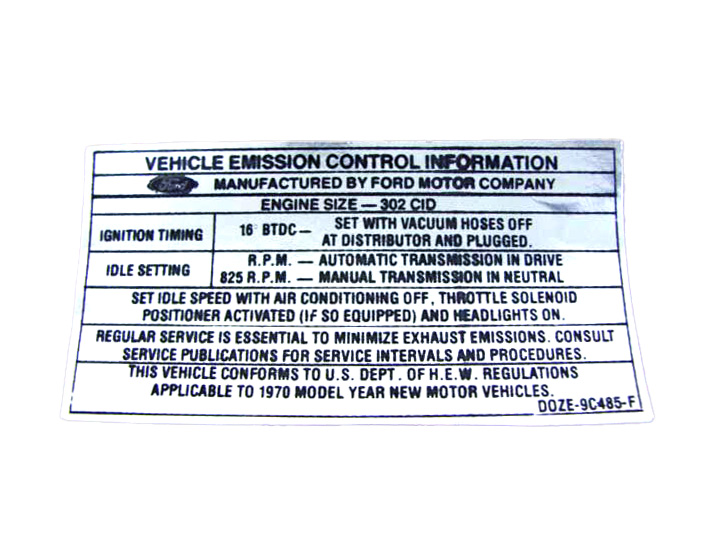 VEHICLE EMISSION CONTROL INFORMATION
Ford MANUFACTURED BY FORD MOTOR COMPANY
ENGINE SIZE — 302 CID
IGNITION TIMING
16° BTDC — SET WITH VACUUM HOSES OFF
AT DISTRIBUTOR AND PLUGGED.
IDLE SETTING
R.P.M. — AUTOMATIC TRANSMISSION IN DRIVE
825 R.P.M. — MANUAL TRANSMISSION IN NEUTRAL
SET IDLE SPEED WITH AIR CONDITIONING OFF, THROTTLE SOLENOID
POSITIONER ACTIVATED (IF SO EQUIPPED) AND HEADLIGHTS ON.
REGULAR SERVICE IS ESSENTIAL TO MINIMIZE EXHAUST EMISSIONS. CONSULT
SERVICE PUBLICATIONS FOR SERVICE INTERVALS AND PROCEDURES.
THIS VEHICLE CONFORMS TO U.S. DEPT. OF H.E.W. REGULATIONS
APPLICABLE TO 1970 MODEL YEAR NEW MOTOR VEHICLES.
DOZE-9C485-F